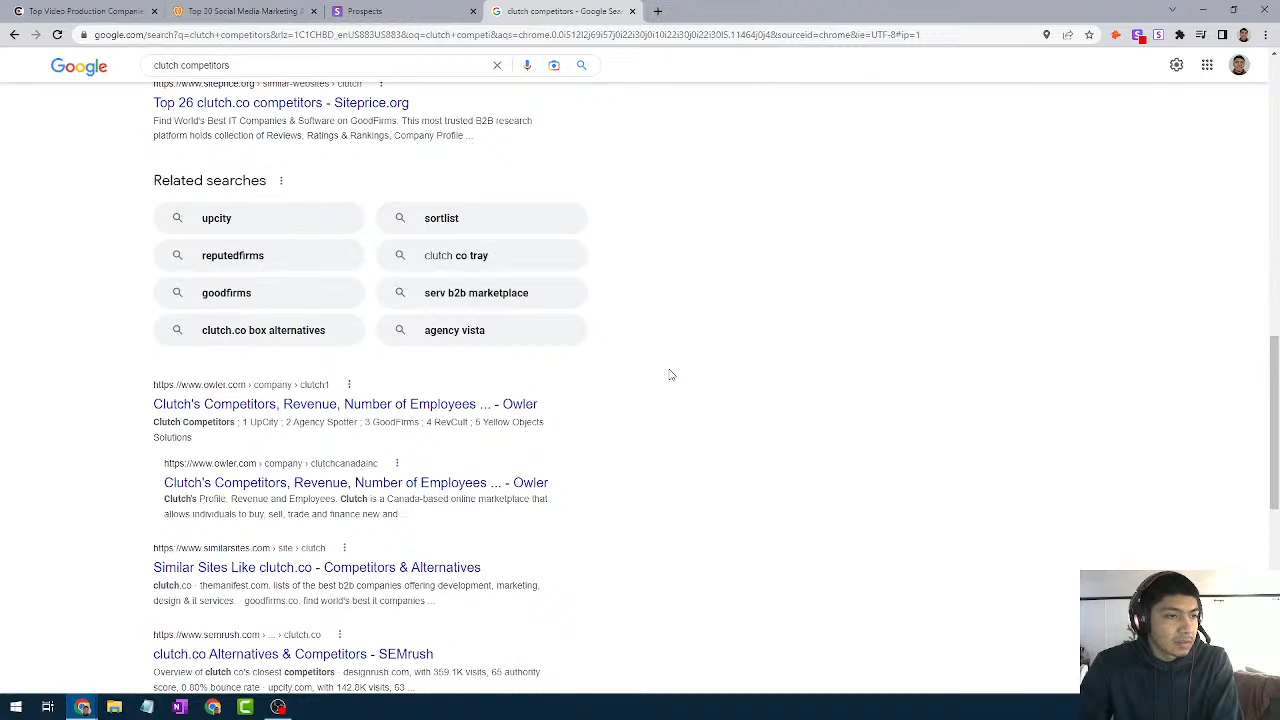 Top Video Production Companie
Top 30 Social Media Marketing A
Prospects
clutch competitors - Google Sea
google.com/search?q=clutch+competitors&rlz=1C1CHBD_enUS883US883&oq=clutch+competi&aqs=chrome.0.0i512l2j69i57j0i22i30j0i10i22i30j0i22i30l5.11464j0j4&sourceid=chrome&ie=UTF-8#ip=1
Google
clutch competitors
https://www.siteprice.org › similar-websites › clutch
Top 26 clutch.co competitors - Siteprice.org
Find World's Best IT Companies & Software on GoodFirms. This most trusted B2B research
platform holds collection of Reviews, Ratings & Rankings, Company Profile ...
Related searches
upcity
sortlist
reputedfirms
clutch co tray
goodfirms
serv b2b marketplace
clutch.co box alternatives
agency vista
https://www.owler.com › company › clutch1
Clutch's Competitors, Revenue, Number of Employees ... - Owler
Clutch Competitors ; 1 UpCity ; 2 Agency Spotter ; 3 GoodFirms ; 4 RevCult ; 5 Yellow Objects
Solutions
https://www.owler.com › company › clutchcanadainc
Clutch's Competitors, Revenue, Number of Employees ... - Owler
Clutch's Profile, Revenue and Employees. Clutch is a Canada-based online marketplace that
allows individuals to buy, sell, trade and finance new and ...
https://www.similarsites.com › site › clutch
Similar Sites Like clutch.co - Competitors & Alternatives
clutch.co · themanifest.com. lists of the best b2b companies offering development, marketing,
design & it services. · goodfirms.co. find world's best it companies ...
https://www.semrush.com › ... › clutch.co
clutch.co Alternatives & Competitors - SEMrush
Overview of clutch co's closest competitors · designrush.com, with 359.1K visits, 65 authority
score, 0.80% bounce rate · upcity.com, with 142.8K visits, 63 ...